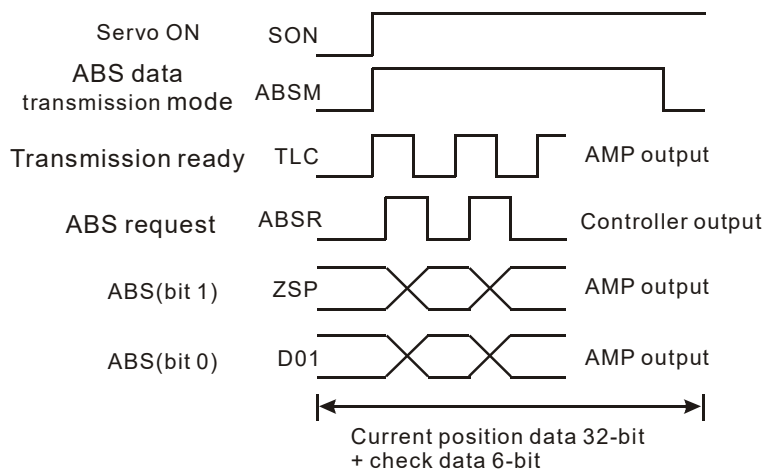 Servo ON SON
ABS data
transmission mode ABSM
Transmission ready TLC AMP output
ABS request ABSR Controller output
ABS(bit 1) ZSP AMP output
ABS(bit 0) D01 AMP output
Current position data 32-bit
+ check data 6-bit